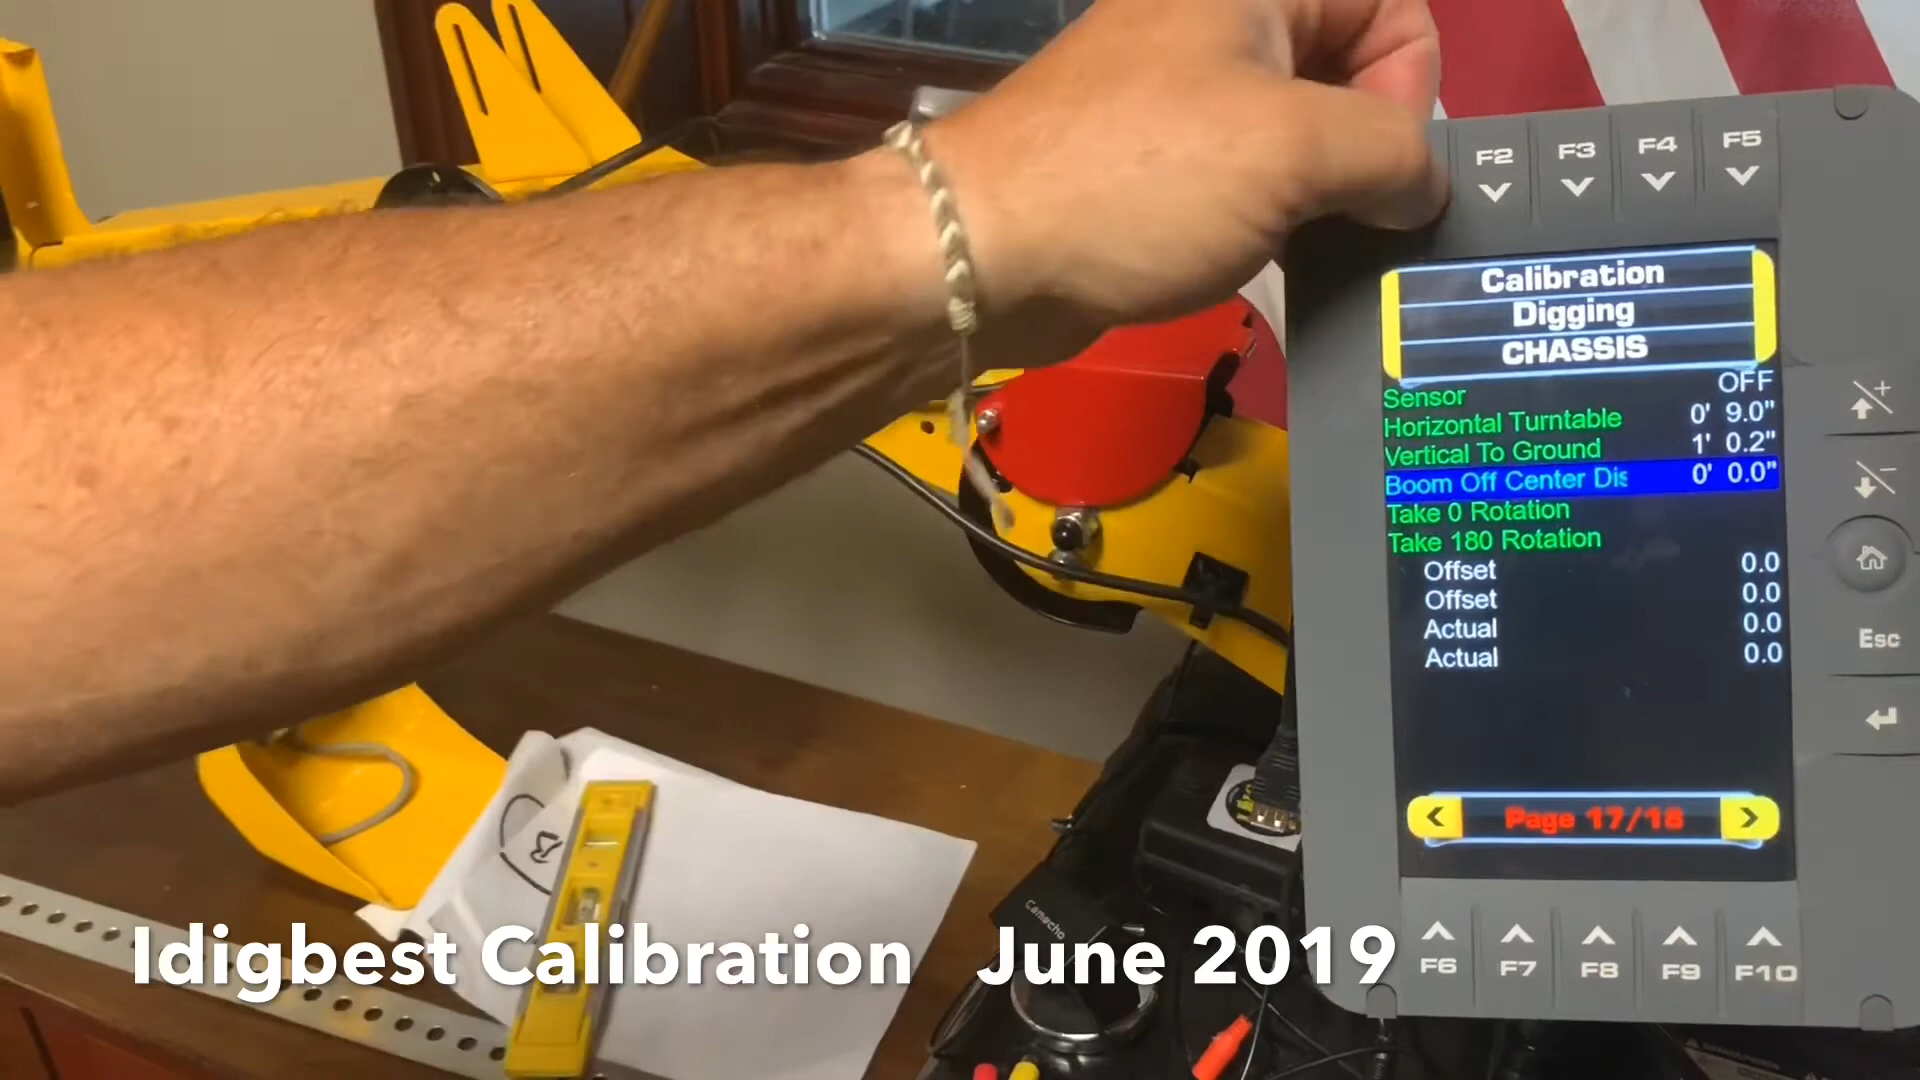 F2 F3 F4 F5
Calibration
Digging
CHASSIS
Sensor OFF
Horizontal Turntable 0' 9.0"
Vertical To Ground 1' 0.2"
Boom Off Center Dis 0' 0.0"
Take 0 Rotation
Take 180 Rotation
Offset 0.0
Offset 0.0
Actual 0.0
Actual 0.0
Esc
< Page 17/18 >
B
Camacho
Idigbest Calibration June 2019
F6 F7 F8 F9 F10